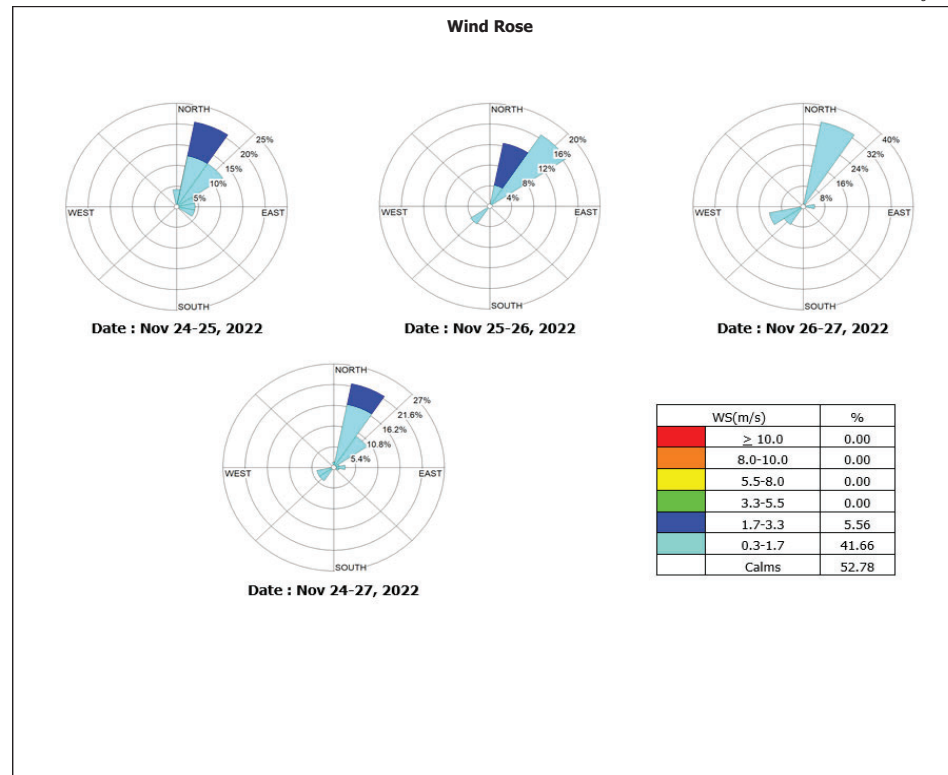 Wind Rose
NORTH
25%
20%
15%
10%
5%
WEST
EAST
SOUTH
Date : Nov 24-25, 2022
NORTH
20%
16%
12%
8%
4%
WEST
EAST
SOUTH
Date : Nov 25-26, 2022
NORTH
40%
32%
24%
16%
8%
WEST
EAST
SOUTH
Date : Nov 26-27, 2022
NORTH
27%
21.6%
16.2%
10.8%
5.4%
WEST
EAST
SOUTH
Date : Nov 24-27, 2022
WS(m/s) %
≥ 10.0 0.00
8.0-10.0 0.00
5.5-8.0 0.00
3.3-5.5 0.00
1.7-3.3 5.56
0.3-1.7 41.66
Calms 52.78